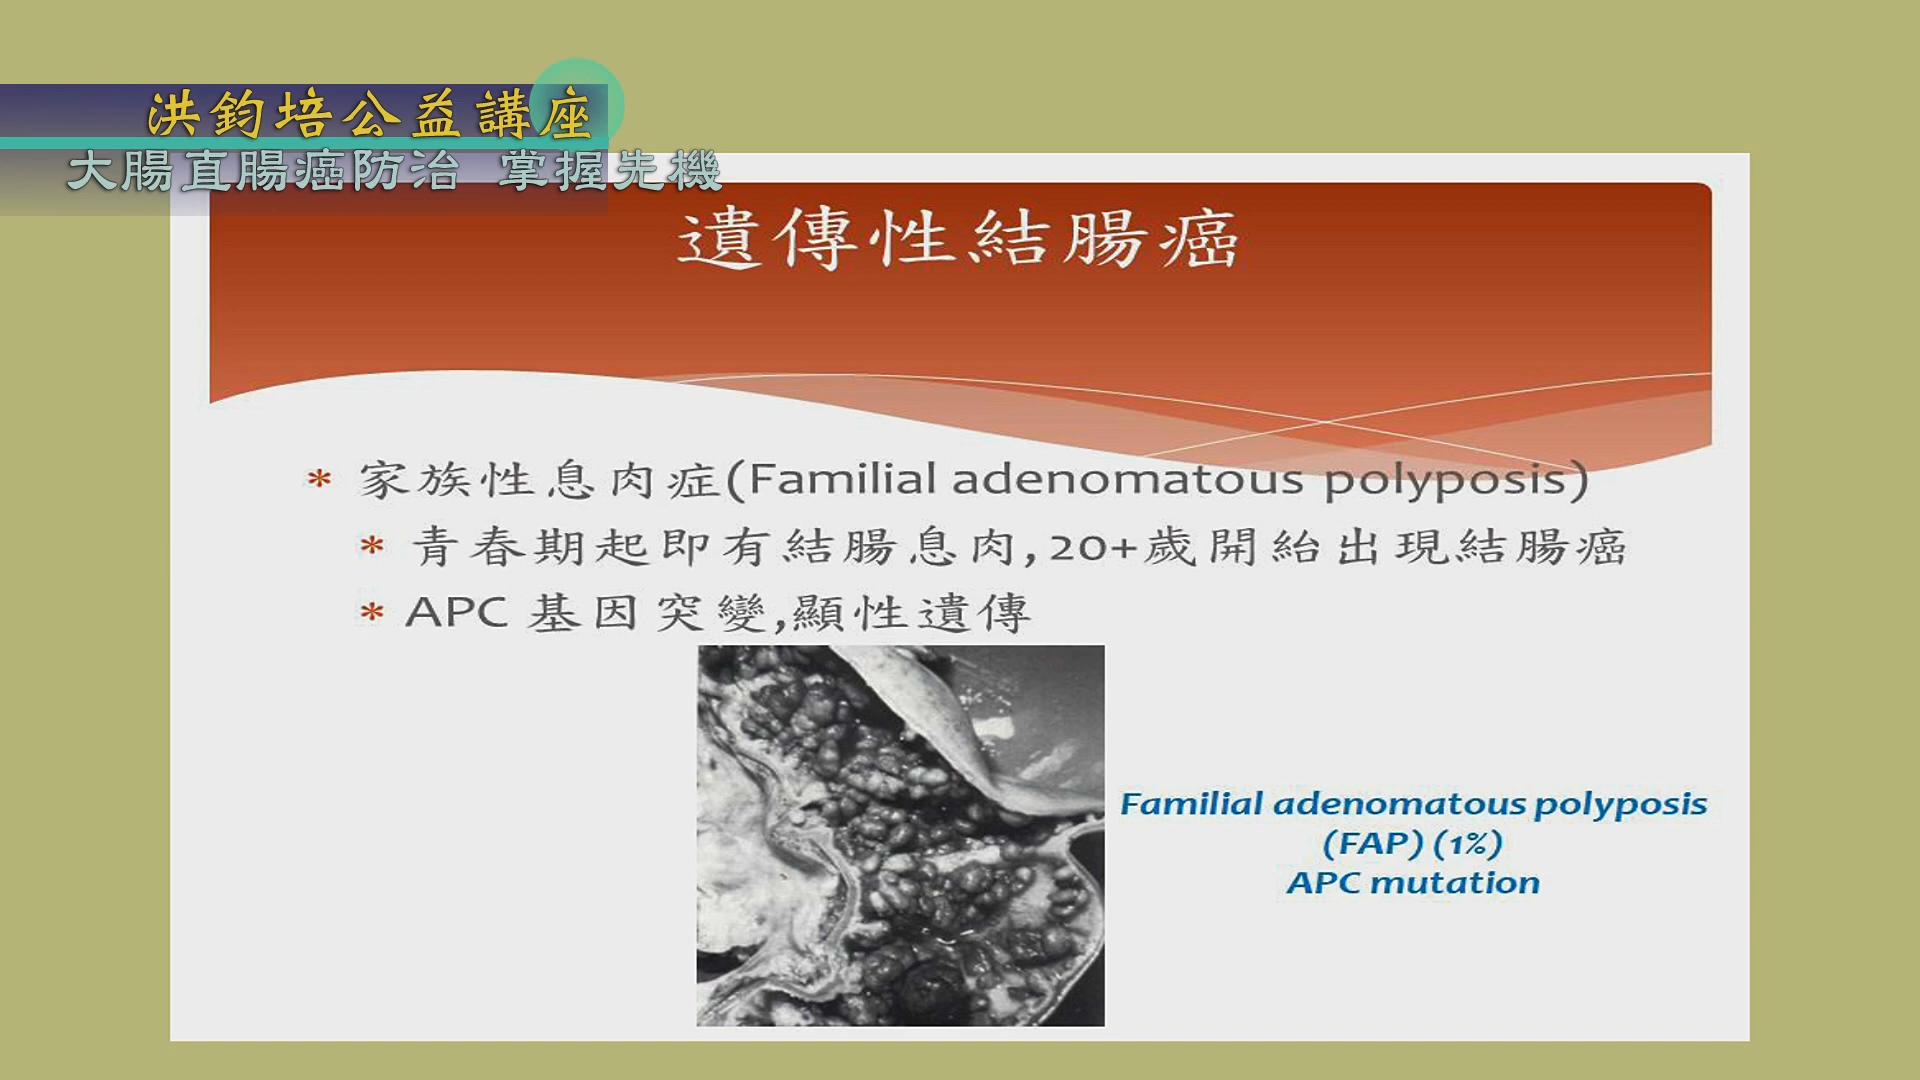 洪鈞培公益講座
大腸直腸癌防治 掌握先機
遺傳性結腸癌
* 家族性息肉症(Familial adenomatous polyposis)
* 青春期起即有結腸息肉,20+歲開紿出現結腸癌
* APC 基因突變,顯性遺傳
Familial adenomatous polyposis
(FAP) (1%)
APC mutation